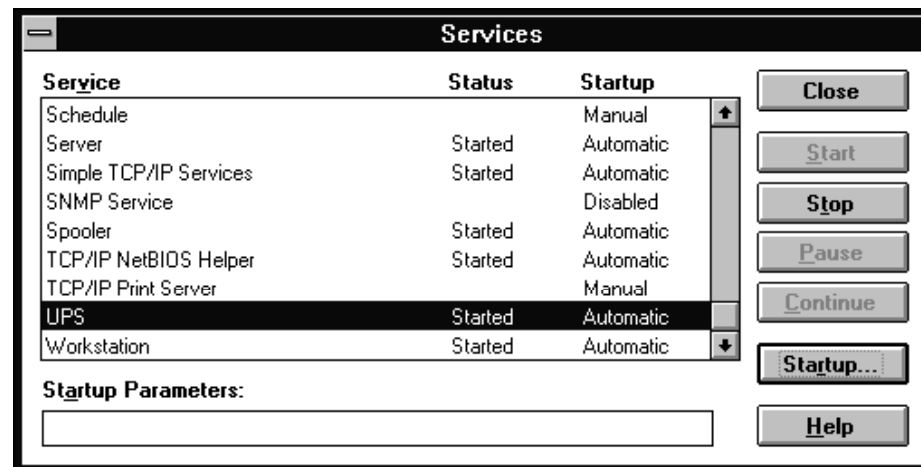 Services
Service Status Startup
Schedule Manual
Server Started Automatic
Simple TCP/IP Services Started Automatic
SNMP Service Disabled
Spooler Started Automatic
TCP/IP NetBIOS Helper Started Automatic
TCP/IP Print Server Manual
UPS Started Automatic
Workstation Started Automatic
Startup Parameters:
Close
Start
Stop
Pause
Continue
Startup...
Help